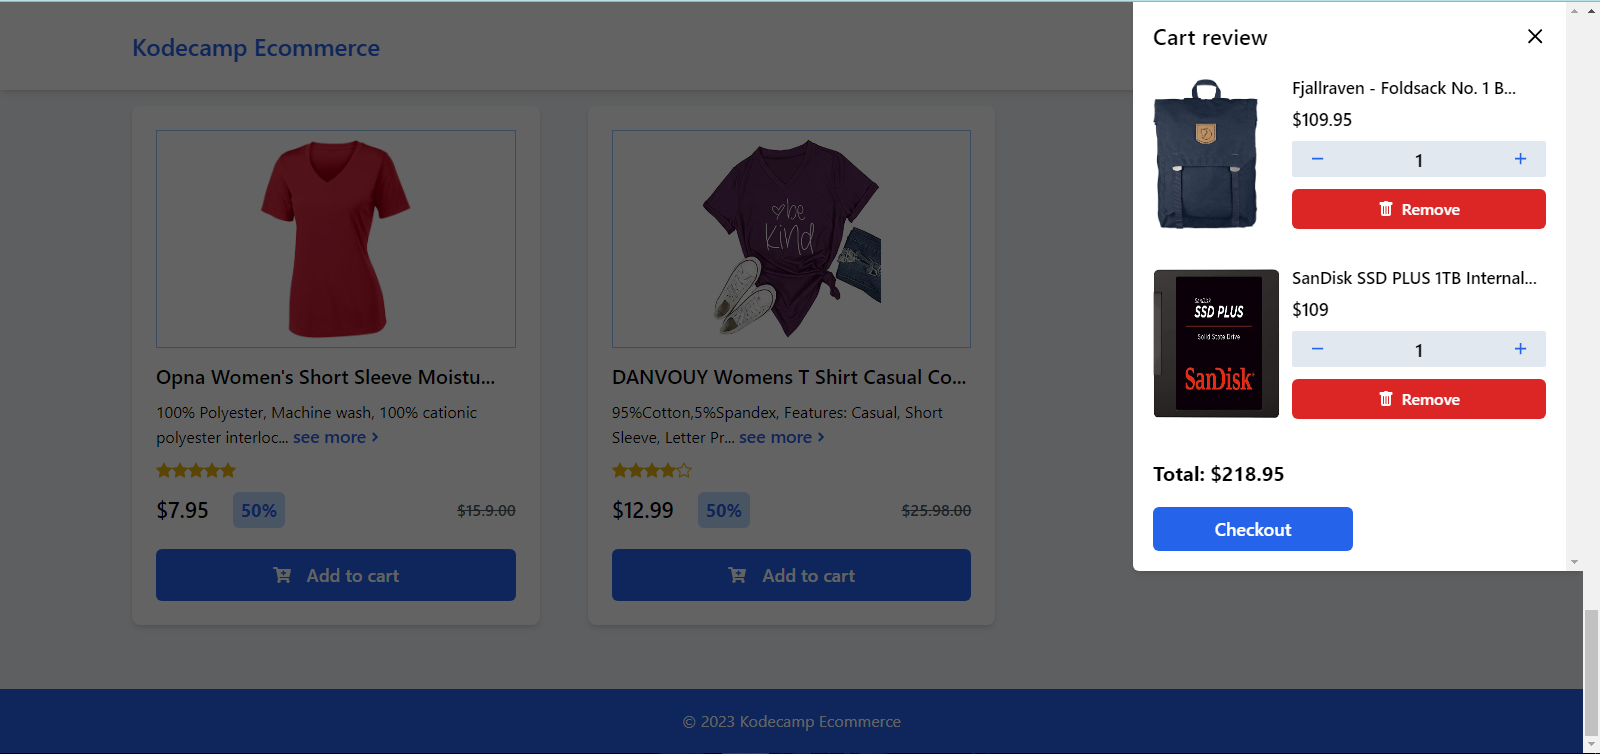 Kodecamp Ecommerce
be
kind
Opna Women's Short Sleeve Moistu...
100% Polyester, Machine wash, 100% cationic
polyester interloc... see more >
$7.95 50% $15.9.00
Add to cart
DANVOUY Womens T Shirt Casual Co...
95%Cotton,5%Spandex, Features: Casual, Short
Sleeve, Letter Pr... see more >
$12.99 50% $25.98.00
Add to cart
Cart review
Fjallraven - Foldsack No. 1 B...
$109.95
− 1 +
Remove
SanDisk
SSD PLUS
Solid State Drive
SanDisk
SanDisk SSD PLUS 1TB Internal...
$109
− 1 +
Remove
Total: $218.95
Checkout
© 2023 Kodecamp Ecommerce